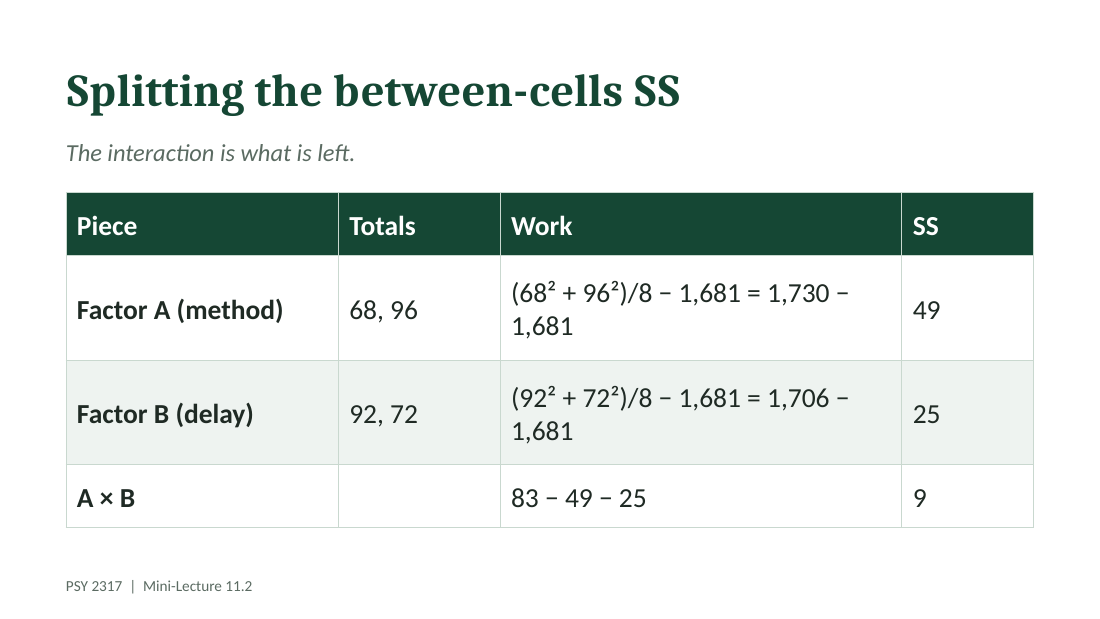 Splitting the between-cells SS
The interaction is what is left.
Piece Totals Work SS
Factor A (method) 68, 96 (68² + 96²)/8 − 1,681 = 1,730 −
1,681 49
Factor B (delay) 92, 72 (92² + 72²)/8 − 1,681 = 1,706 −
1,681 25
A × B 83 − 49 − 25 9
PSY 2317 | Mini-Lecture 11.2